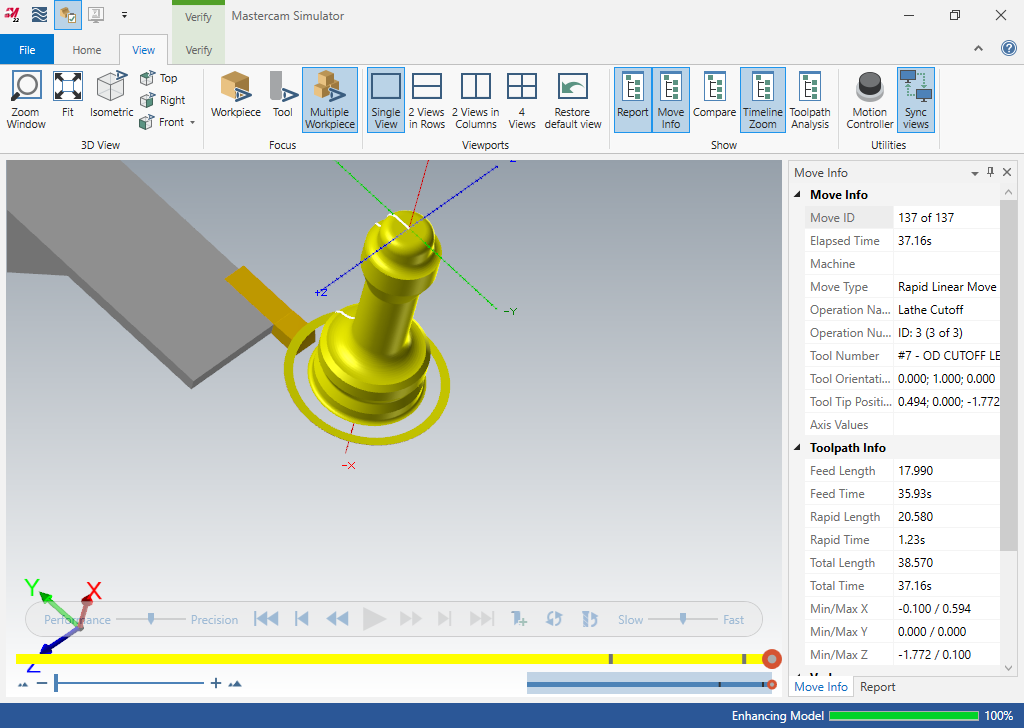 Verify
Mastercam Simulator
File
Home
View
Verify
Zoom Window
Fit
Isometric
Top
Right
Front
3D View
Workpiece
Tool
Multiple Workpiece
Focus
Single View
2 Views in Rows
2 Views in Columns
4 Views
Restore default view
Viewports
Report
Move Info
Compare
Timeline Zoom
Toolpath Analysis
Show
Motion Controller
Sync views
Utilities
+Z
-Y
-X
Y
X
Z
Performance
Precision
Slow
Fast
Move Info
Move Info
Move ID 137 of 137
Elapsed Time 37.16s
Machine
Move Type Rapid Linear Move
Operation Na... Lathe Cutoff
Operation Nu... ID: 3 (3 of 3)
Tool Number #7 - OD CUTOFF LE
Tool Orientati... 0.000; 1.000; 0.000
Tool Tip Positi... 0.494; 0.000; -1.772
Axis Values
Toolpath Info
Feed Length 17.990
Feed Time 35.93s
Rapid Length 20.580
Rapid Time 1.23s
Total Length 38.570
Total Time 37.16s
Min/Max X -0.100 / 0.594
Min/Max Y 0.000 / 0.000
Min/Max Z -1.772 / 0.100
Move Info
Report
Enhancing Model
100%